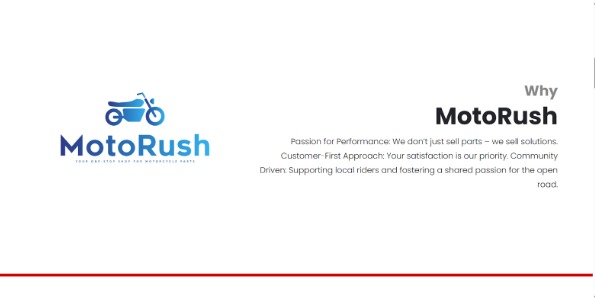 Why
MotoRush
MotoRush
YOUR ONE-STOP SHOP FOR MOTORCYCLE PARTS
Passion for Performance: We don't just sell parts – we sell solutions.
Customer-First Approach: Your satisfaction is our priority. Community
Driven: Supporting local riders and fostering a shared passion for the open
road.